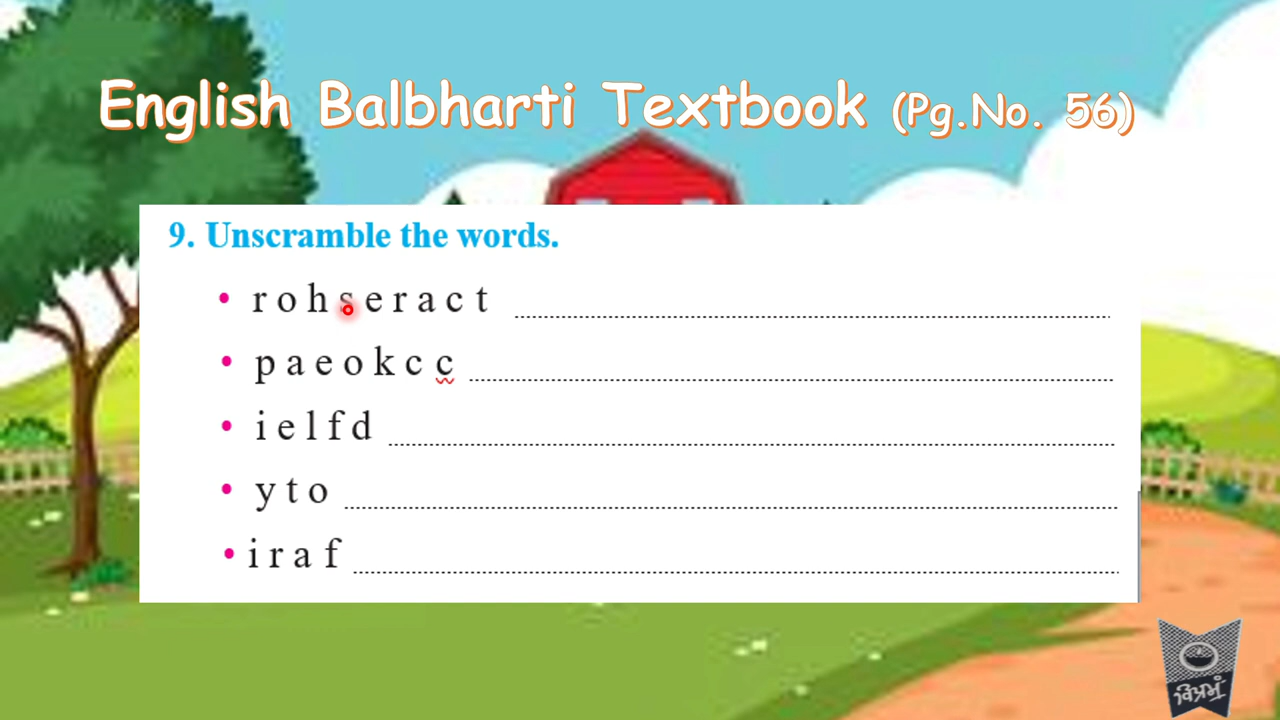 English Balbharti Textbook (Pg.No. 56)
9. Unscramble the words.
• r o h s e r a c t
• p a e o k c c
• i e l f d
• y t o
• i r a f